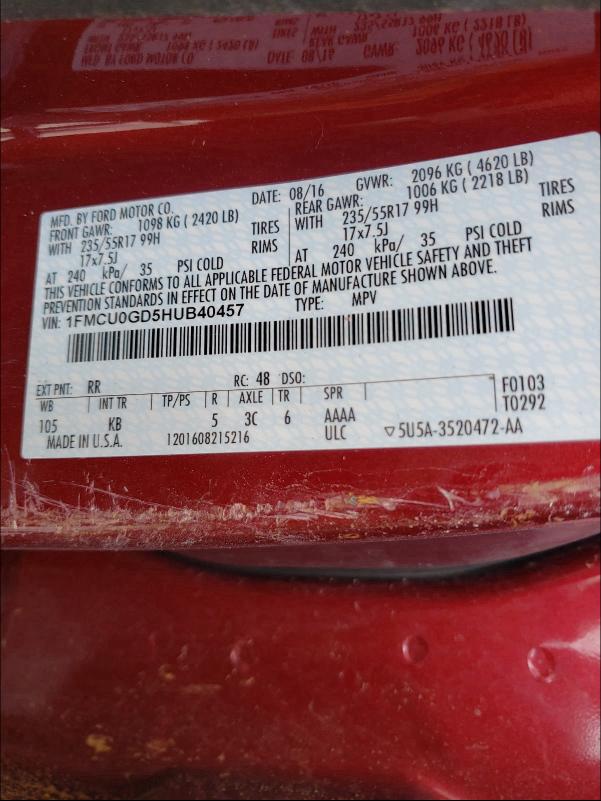 MFD. BY FORD MOTOR CO. DATE: 08/16 GVWR: 2096 KG ( 4620 LB)
FRONT GAWR: 1098 KG ( 2420 LB) REAR GAWR: 1006 KG ( 2218 LB)
WITH 235/55R17 99H TIRES WITH 235/55R17 99H TIRES
17x7.5J RIMS 17x7.5J RIMS
AT 240 kPa/ 35 PSI COLD AT 240 kPa/ 35 PSI COLD
THIS VEHICLE CONFORMS TO ALL APPLICABLE FEDERAL MOTOR VEHICLE SAFETY AND THEFT
PREVENTION STANDARDS IN EFFECT ON THE DATE OF MANUFACTURE SHOWN ABOVE.
VIN: 1FMCU0GD5HUB40457 TYPE: MPV
EXT PNT: RR RC: 48 DSO:
WB INT TR TP/PS R AXLE TR SPR F0103
105 KB 5 3C 6 AAAA T0292
MADE IN U.S.A. 1201608215216 ULC ▽5U5A-3520472-AA